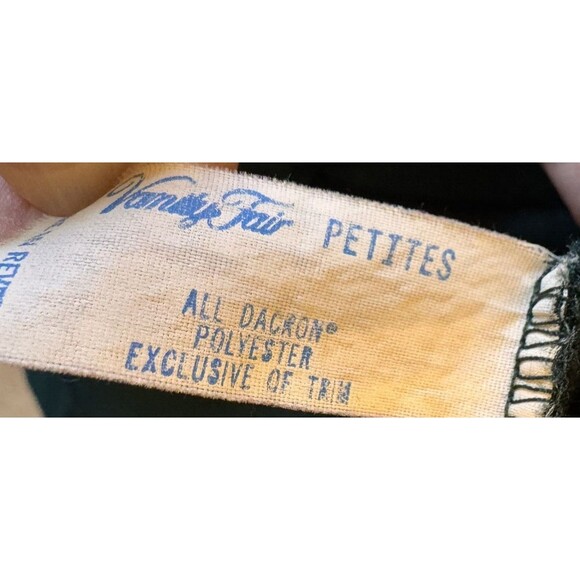 Vanity Fair PETITES
ALL DACRON®
POLYESTER
EXCLUSIVE OF TRIM